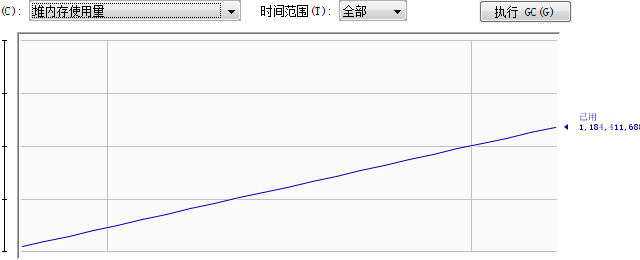 (C): 堆内存使用量 时间范围(T): 全部 执行 GC(G)
已用
1,184,411,688